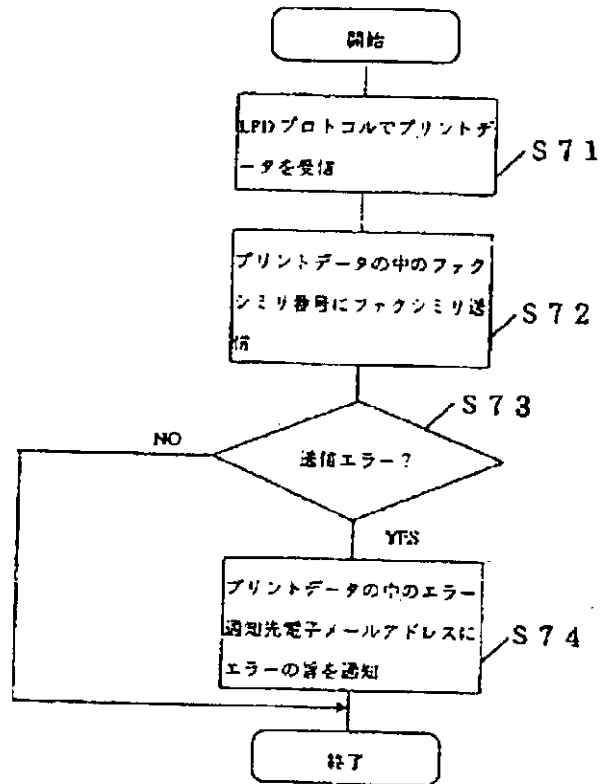 開始
LPDプロトコルでプリントデ
ータを受信
S71
プリントデータの中のファク
シミリ番号にファクシミリ送
信
S72
S73
送信エラー?
NO
YES
プリントデータの中のエラー
通知先電子メールアドレスに
エラーの旨を通知
S74
終了